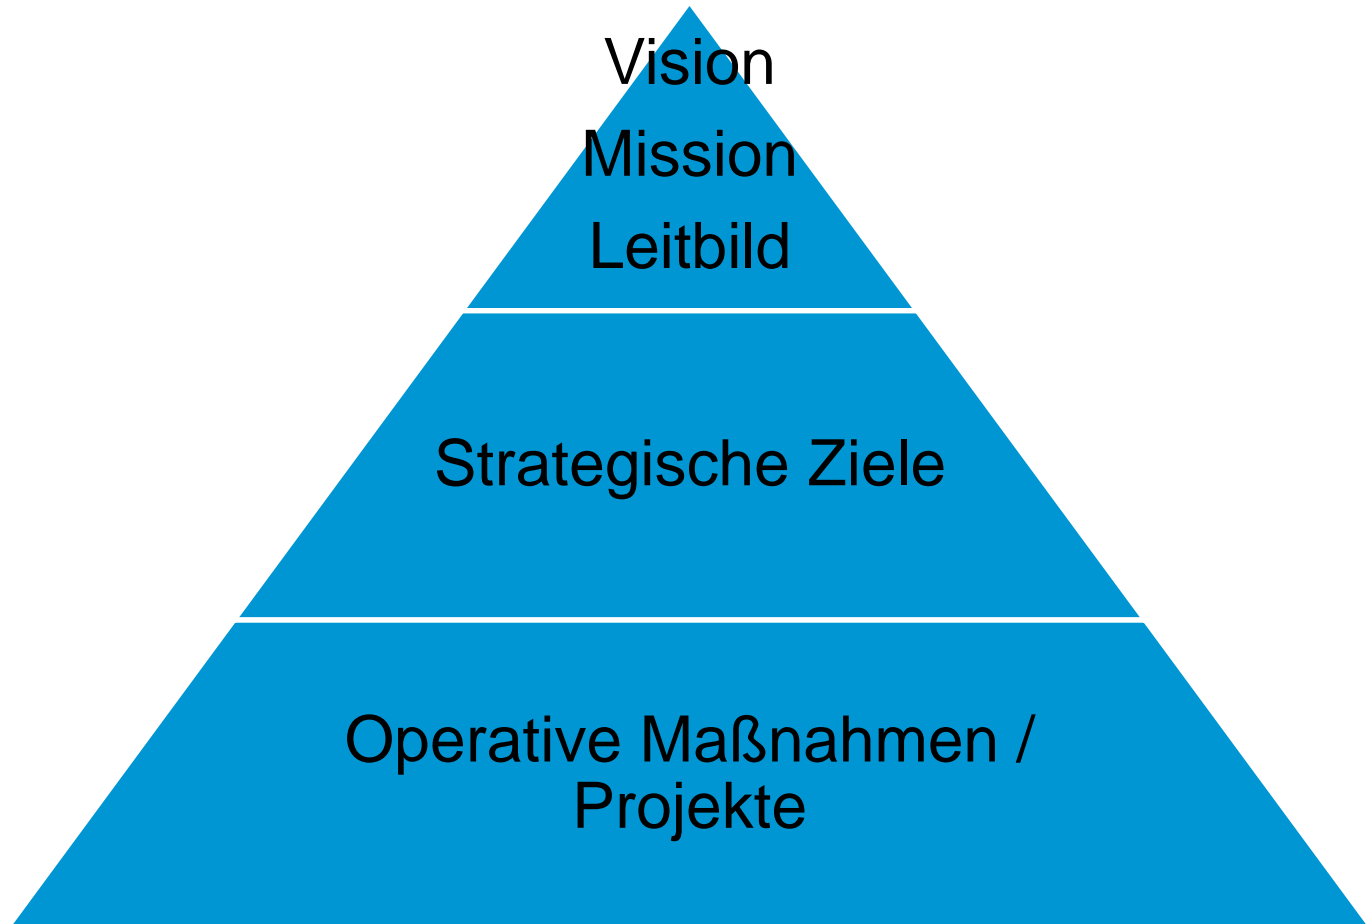 Vision
Mission
Leitbild
Strategische Ziele
Operative Maßnahmen /
Projekte